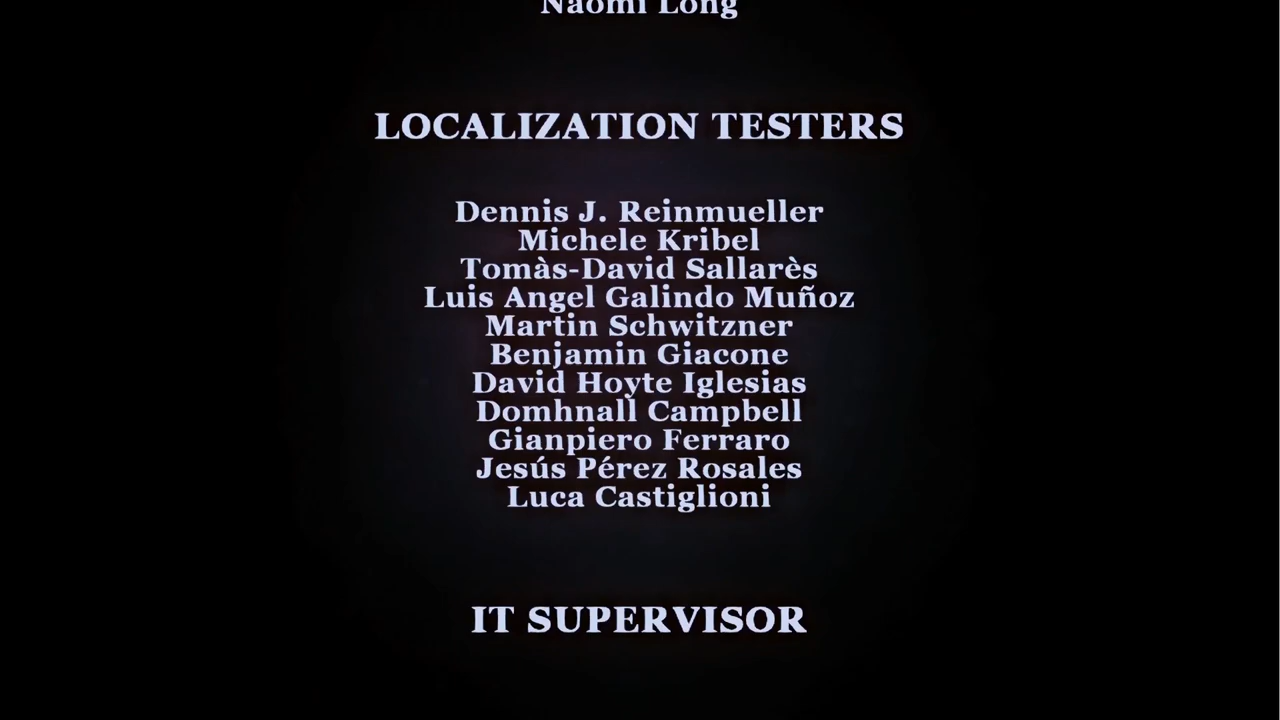 Naomi Long
LOCALIZATION TESTERS
Dennis J. Reinmueller
Michele Kribel
Tomàs-David Sallarès
Luis Angel Galindo Muñoz
Martin Schwitzner
Benjamin Giacone
David Hoyte Iglesias
Domhnall Campbell
Gianpiero Ferraro
Jesús Pérez Rosales
Luca Castiglioni
IT SUPERVISOR